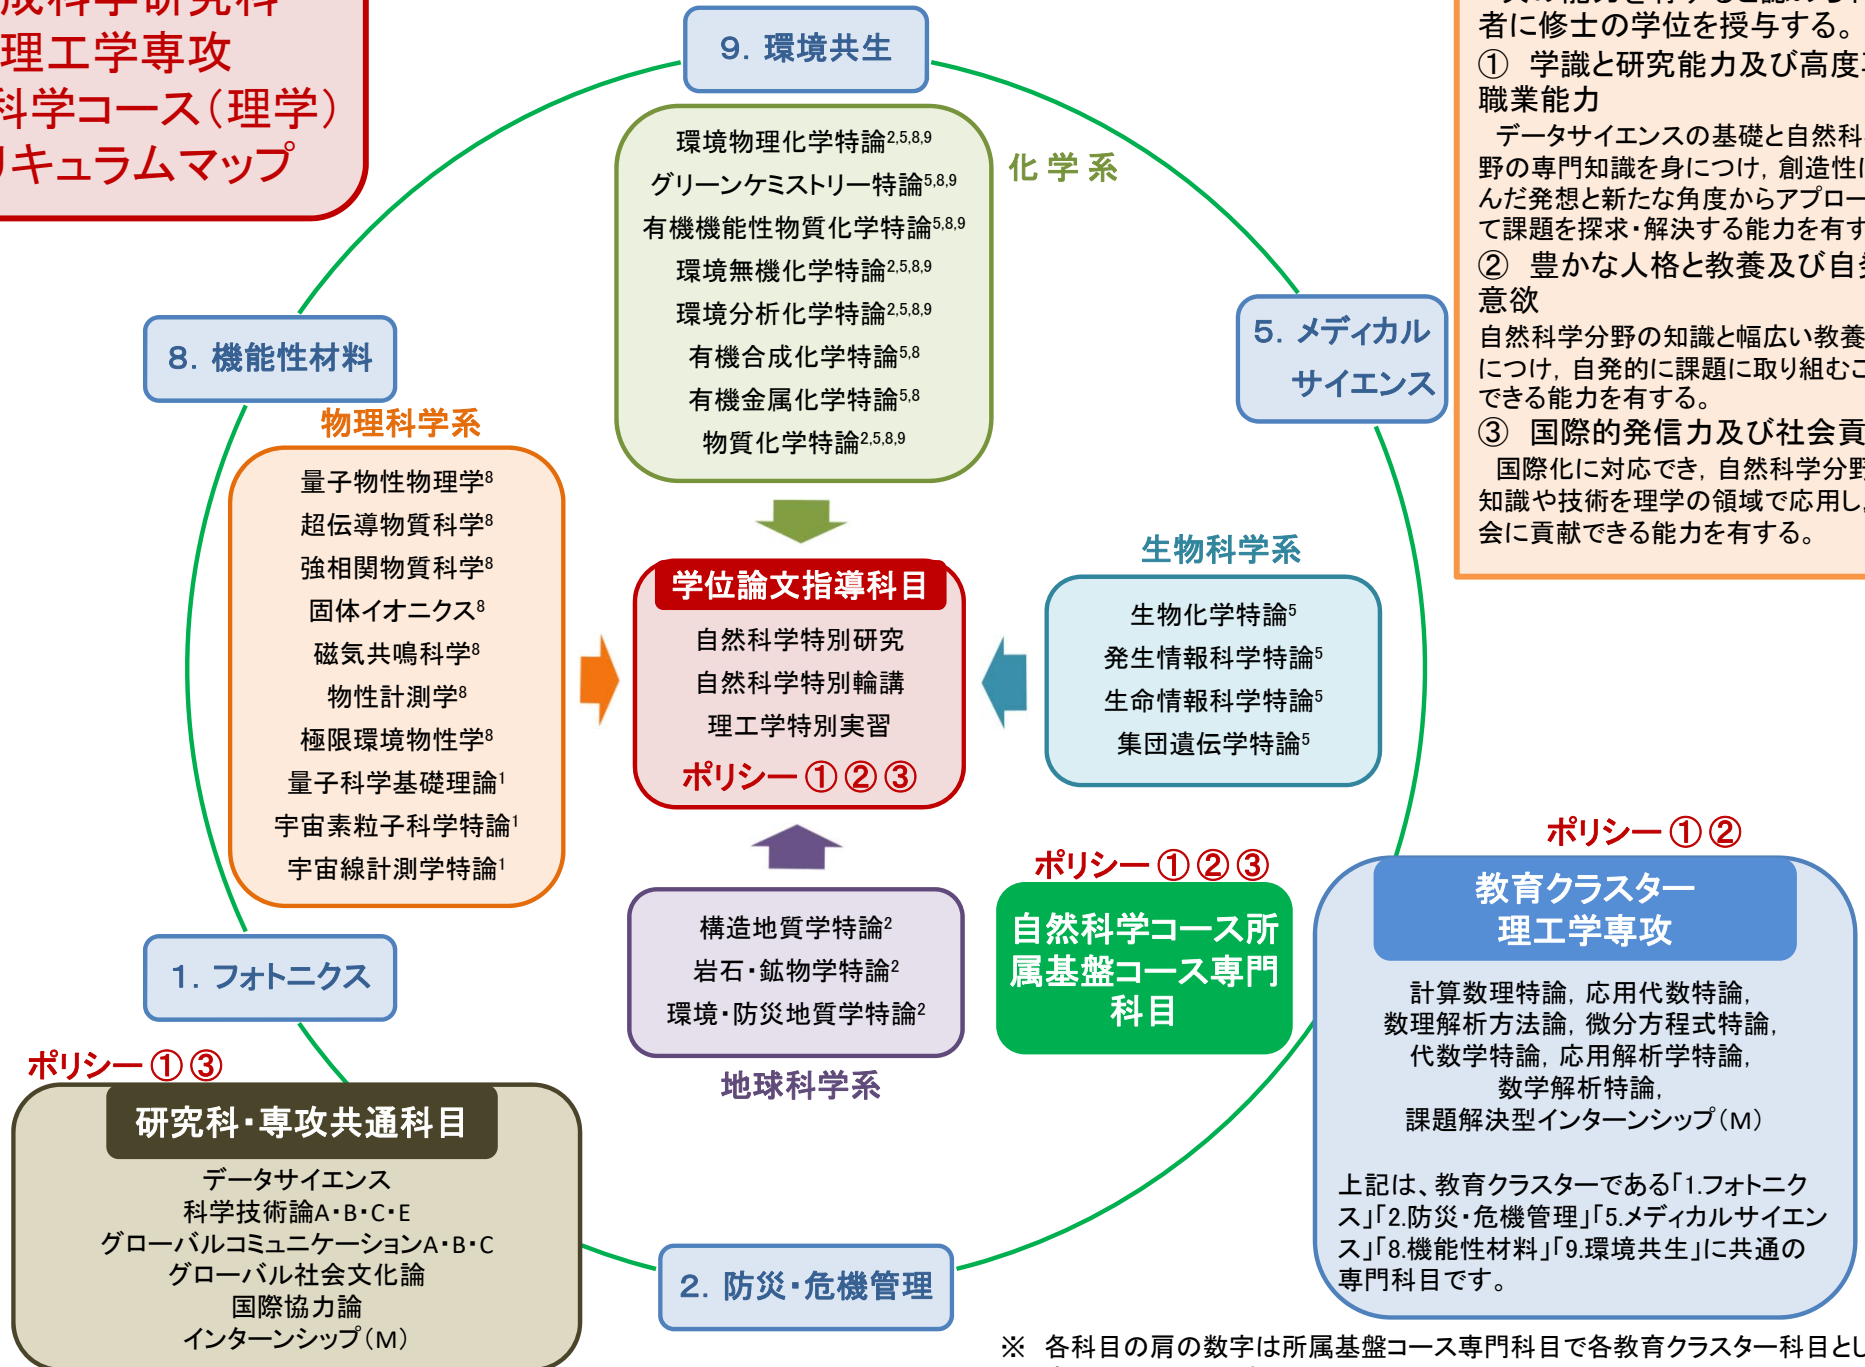 成科学研究科
理工学専攻
科学コース（理学）
リキュラムマップ
9．環境共生
環境物理化学特論2,5,8,9
グリーンケミストリー特論5,8,9
有機機能性物質化学特論5,8,9
環境無機化学特論2,5,8,9
環境分析化学特論2,5,8,9
有機合成化学特論5,8
有機金属化学特論5,8
物質化学特論2,5,8,9
化学系
者に修士の学位を授与する。
① 学識と研究能力及び高度
職業能力
データサイエンスの基礎と自然科
野の専門知識を身につけ，創造性に
んだ発想と新たな角度からアプロー
て課題を探求・解決する能力を有す
② 豊かな人格と教養及び自
意欲
自然科学分野の知識と幅広い教養
につけ，自発的に課題に取り組むこ
できる能力を有する。
③ 国際的発信力及び社会貢
国際化に対応でき，自然科学分野
知識や技術を理学の領域で応用し，
会に貢献できる能力を有する。
8．機能性材料
5．メディカル
サイエンス
物理科学系
量子物性物理学8
超伝導物質科学8
強相関物質科学8
固体イオニクス8
磁気共鳴科学8
物性計測学8
極限環境物性学8
量子科学基礎理論1
宇宙素粒子科学特論1
宇宙線計測学特論1
学位論文指導科目
自然科学特別研究
自然科学特別輪講
理工学特別実習
ポリシー①②③
生物科学系
生物化学特論5
発生情報科学特論5
生命情報科学特論5
集団遺伝学特論5
1．フォトニクス
構造地質学特論2
岩石・鉱物学特論2
環境・防災地質学特論2
地球科学系
ポリシー①②③
自然科学コース所
属基盤コース専門
科目
ポリシー①②
教育クラスター
理工学専攻
計算数理特論，応用代数特論，
数理解析方法論，微分方程式特論，
代数学特論，応用解析学特論，
数学解析特論，
課題解決型インターンシップ（M）
上記は、教育クラスターである「1.フォトニク
ス」「2.防災・危機管理」「5.メディカルサイエン
ス」「8.機能性材料」「9.環境共生」に共通の
専門科目です。
ポリシー①③
研究科・専攻共通科目
データサイエンス
科学技術論A・B・C・E
グローバルコミュニケーションA・B・C
グローバル社会文化論
国際協力論
インターンシップ（M）
2．防災・危機管理
※ 各科目の肩の数字は所属基盤コース専門科目で各教育クラスター科目とし